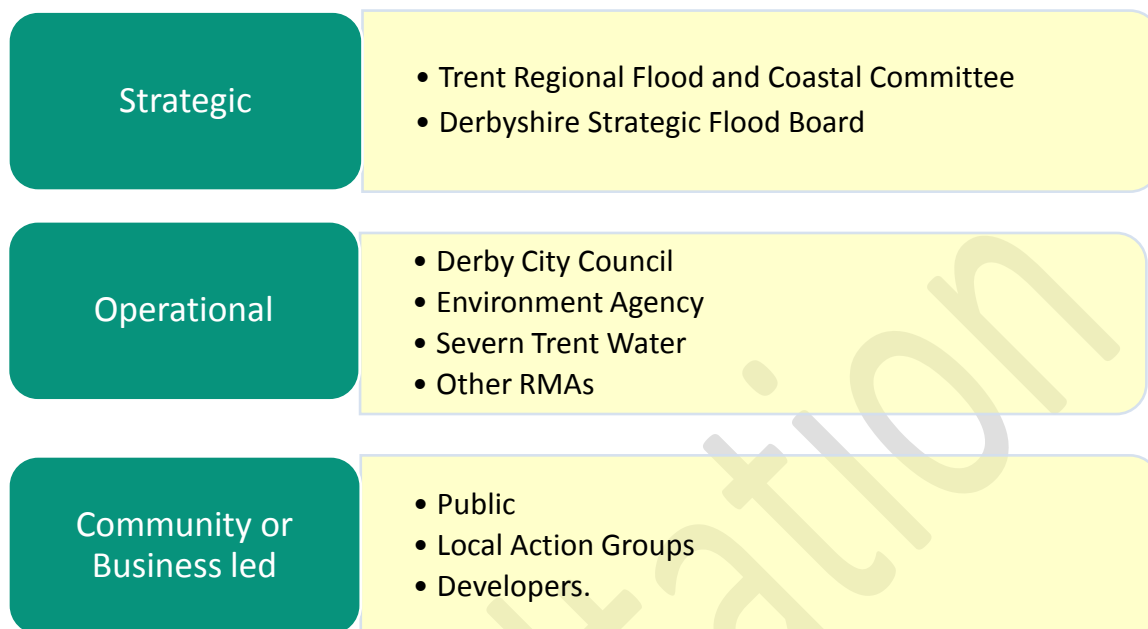 Strategic
• Trent Regional Flood and Coastal Committee
• Derbyshire Strategic Flood Board
Operational
• Derby City Council
• Environment Agency
• Severn Trent Water
• Other RMAs
Community or
Business led
• Public
• Local Action Groups
• Developers.